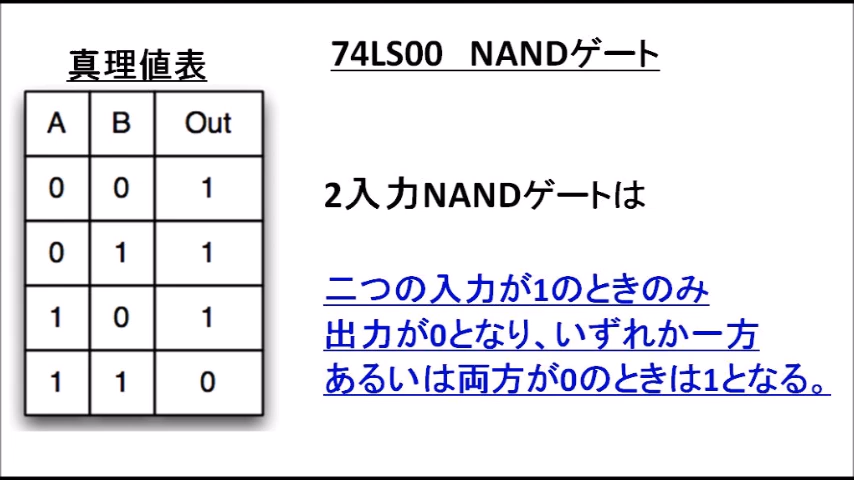 真理値表
A B Out
0 0 1
0 1 1
1 0 1
1 1 0
74LS00 NANDゲート
2入力NANDゲートは
二つの入力が1のときのみ
出力が0となり、いずれか一方
あるいは両方が0のときは1となる。